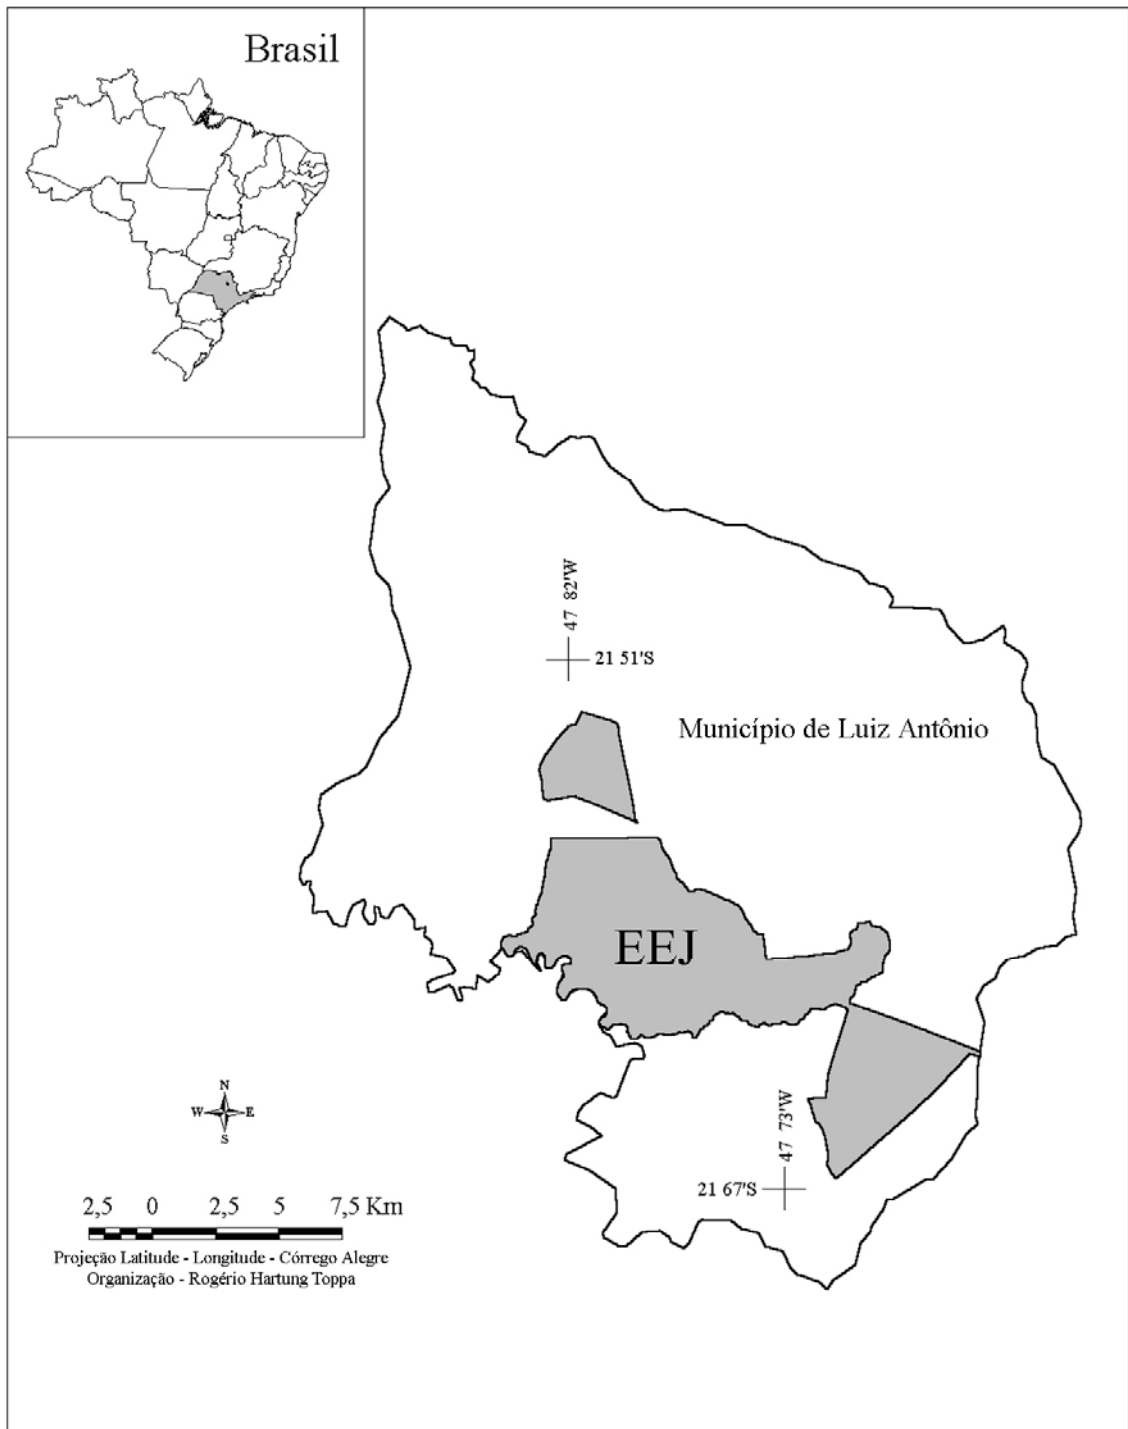 Brasil
47 82'W
21 51'S
Município de Luiz Antônio
EEJ
N
W E
S
47 73'W
21 67'S
2,5 0 2,5 5 7,5 Km
Projeção Latitude - Longitude - Córrego Alegre
Organização - Rogério Hartung Toppa